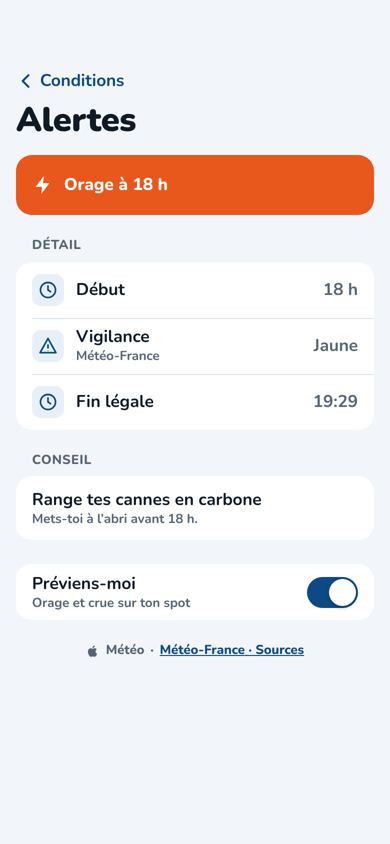 Conditions
Alertes
Orage à 18 h
DÉTAIL
Début
18 h
Vigilance
Météo-France
Jaune
Fin légale
19:29
CONSEIL
Range tes cannes en carbone
Mets-toi à l'abri avant 18 h.
Préviens-moi
Orage et crue sur ton spot
Météo · Météo-France · Sources